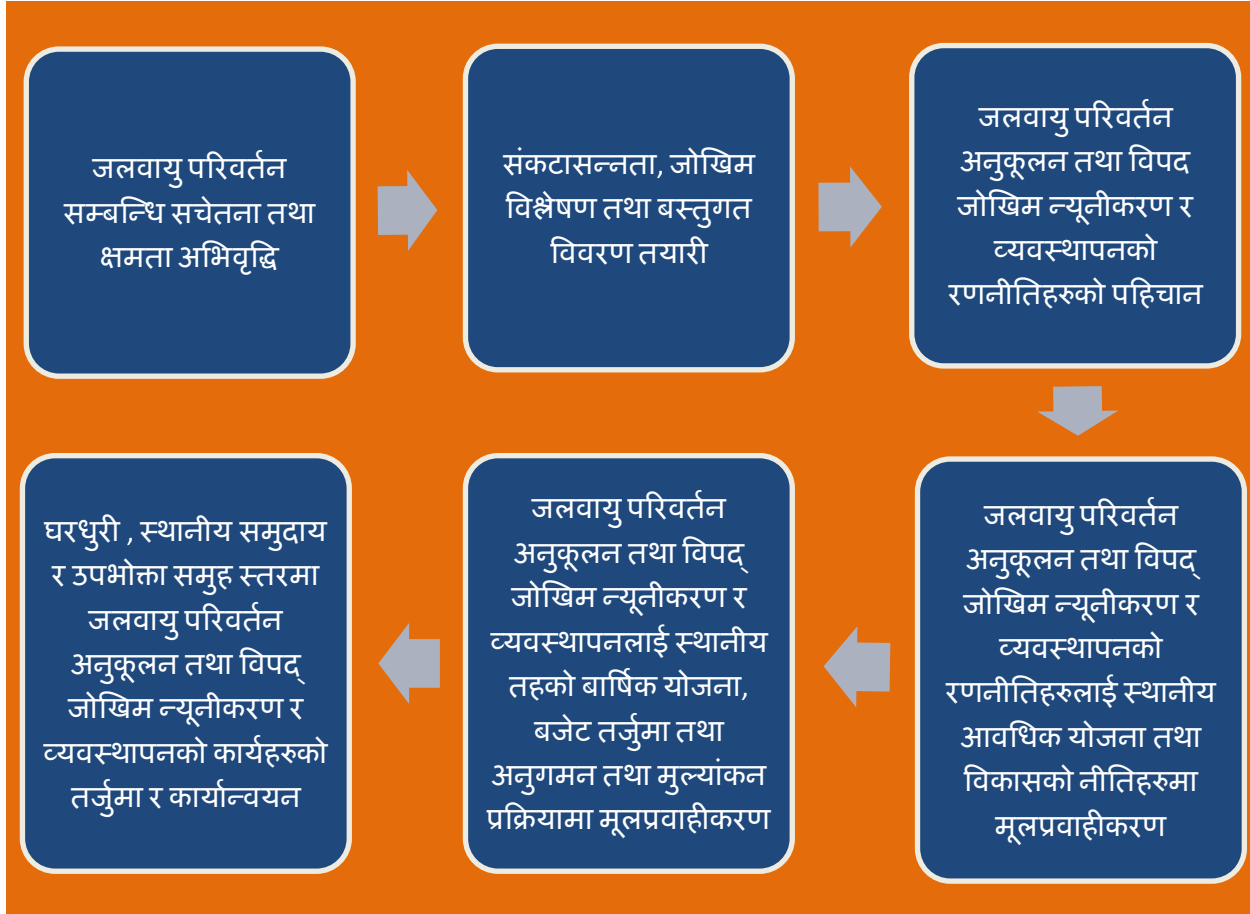 जलवायु परिवर्तन
सम्बन्धि सचेतना तथा
क्षमता अभिवृद्धि
संकटासन्नता, जोखिम
विश्लेषण तथा बस्तुगत
विवरण तयारी
जलवायु परिवर्तन
अनुकूलन तथा विपद
जोखिम न्यूनीकरण र
व्यवस्थापनको
रणनीतिहरुको पहिचान
जलवायु परिवर्तन
अनुकूलन तथा विपद्
जोखिम न्यूनीकरण र
व्यवस्थापनको
रणनीतिहरुलाई स्थानीय
आवधिक योजना तथा
विकासको नीतिहरुमा
मूलप्रवाहीकरण
जलवायु परिवर्तन
अनुकूलन तथा विपद्
जोखिम न्यूनीकरण र
व्यवस्थापनलाई स्थानीय
तहको बार्षिक योजना,
बजेट तर्जुमा तथा
अनुगमन तथा मुल्यांकन
प्रक्रियामा मूलप्रवाहीकरण
घरधुरी , स्थानीय समुदाय
र उपभोक्ता समुह स्तरमा
जलवायु परिवर्तन
अनुकूलन तथा विपद्
जोखिम न्यूनीकरण र
व्यवस्थापनको कार्यहरुको
तर्जुमा र कार्यान्वयन